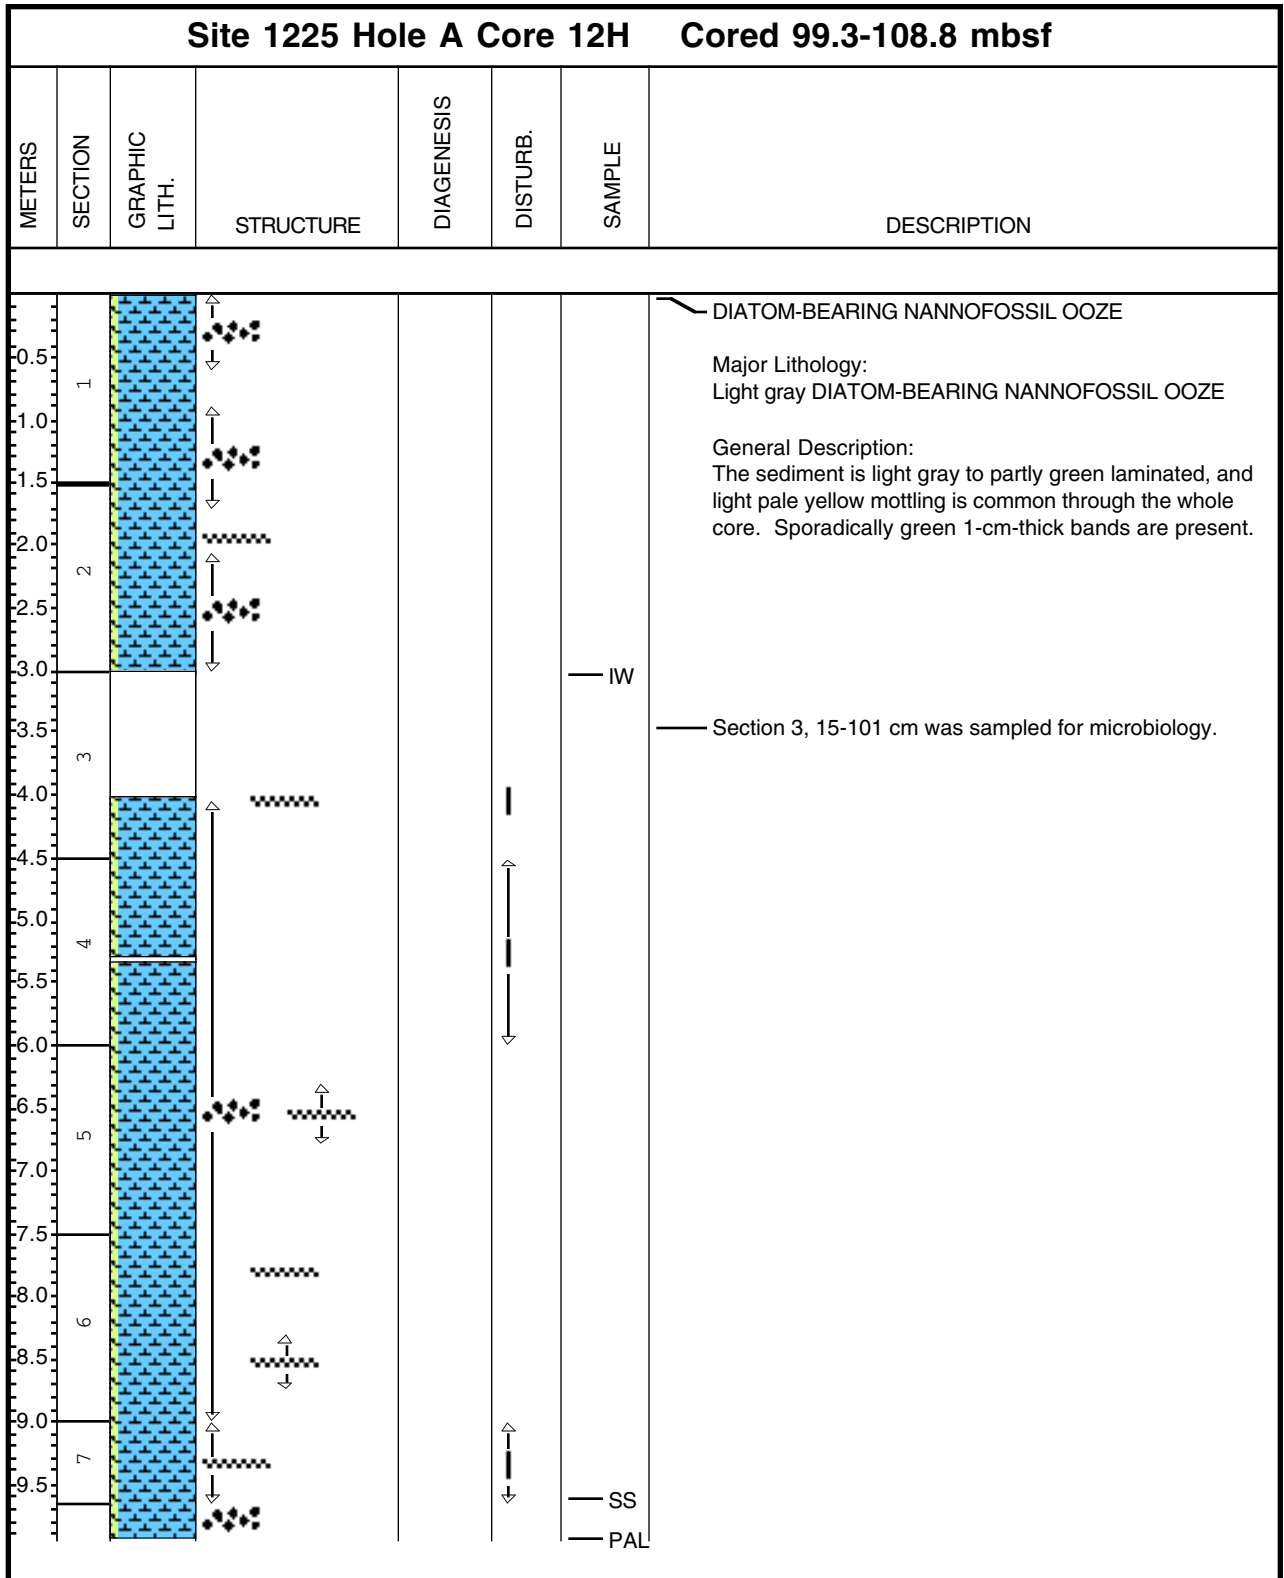 Site 1225 Hole A Core 12H Cored 99.3-108.8 mbsf
METERS
SECTION
GRAPHIC
LITH.
STRUCTURE
DIAGENESIS
DISTURB.
SAMPLE
DESCRIPTION
DIATOM-BEARING NANNOFOSSIL OOZE
0.5
Major Lithology:
1
Light gray DIATOM-BEARING NANNOFOSSIL OOZE
1.0
General Description:
The sediment is light gray to partly green laminated, and
1.5
light pale yellow mottling is common through the whole
core. Sporadically green 1-cm-thick bands are present.
2.0
2
2.5
3.0
IW
3.5
Section 3, 15-101 cm was sampled for microbiology.
3
4.0
4.5
5.0
4
5.5
6.0
6.5
5
7.0
7.5
8.0
6
8.5
9.0
7
9.5
SS
PAL